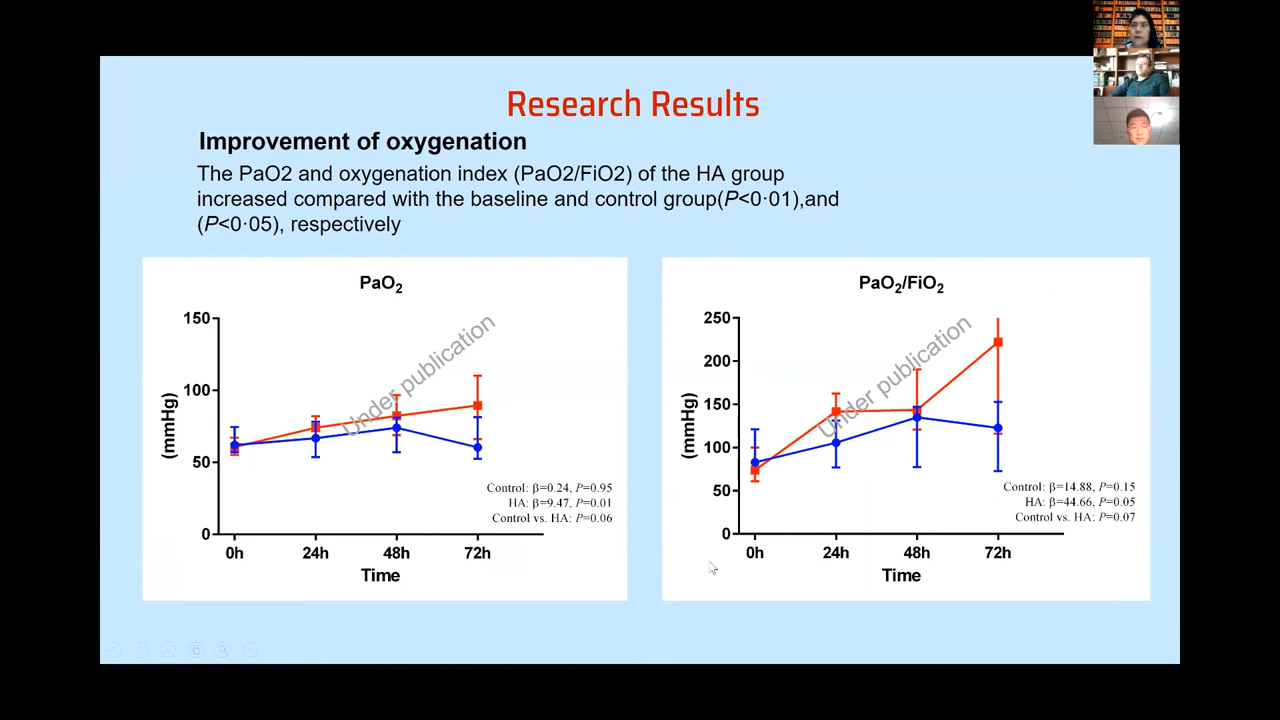 Research Results
Improvement of oxygenation
The PaO2 and oxygenation index (PaO2/FiO2) of the HA group
increased compared with the baseline and control group(P<0·01),and
(P<0·05), respectively
PaO2
150
100
50
0
(mmHg)
Under publication
Control: β=0.24, P=0.95
HA: β=9.47, P=0.01
Control vs. HA: P=0.06
0h 24h 48h 72h
Time
PaO2/FiO2
250
200
150
100
50
0
(mmHg)
Under publication
Control: β=14.88, P=0.15
HA: β=44.66, P=0.05
Control vs. HA: P=0.07
0h 24h 48h 72h
Time